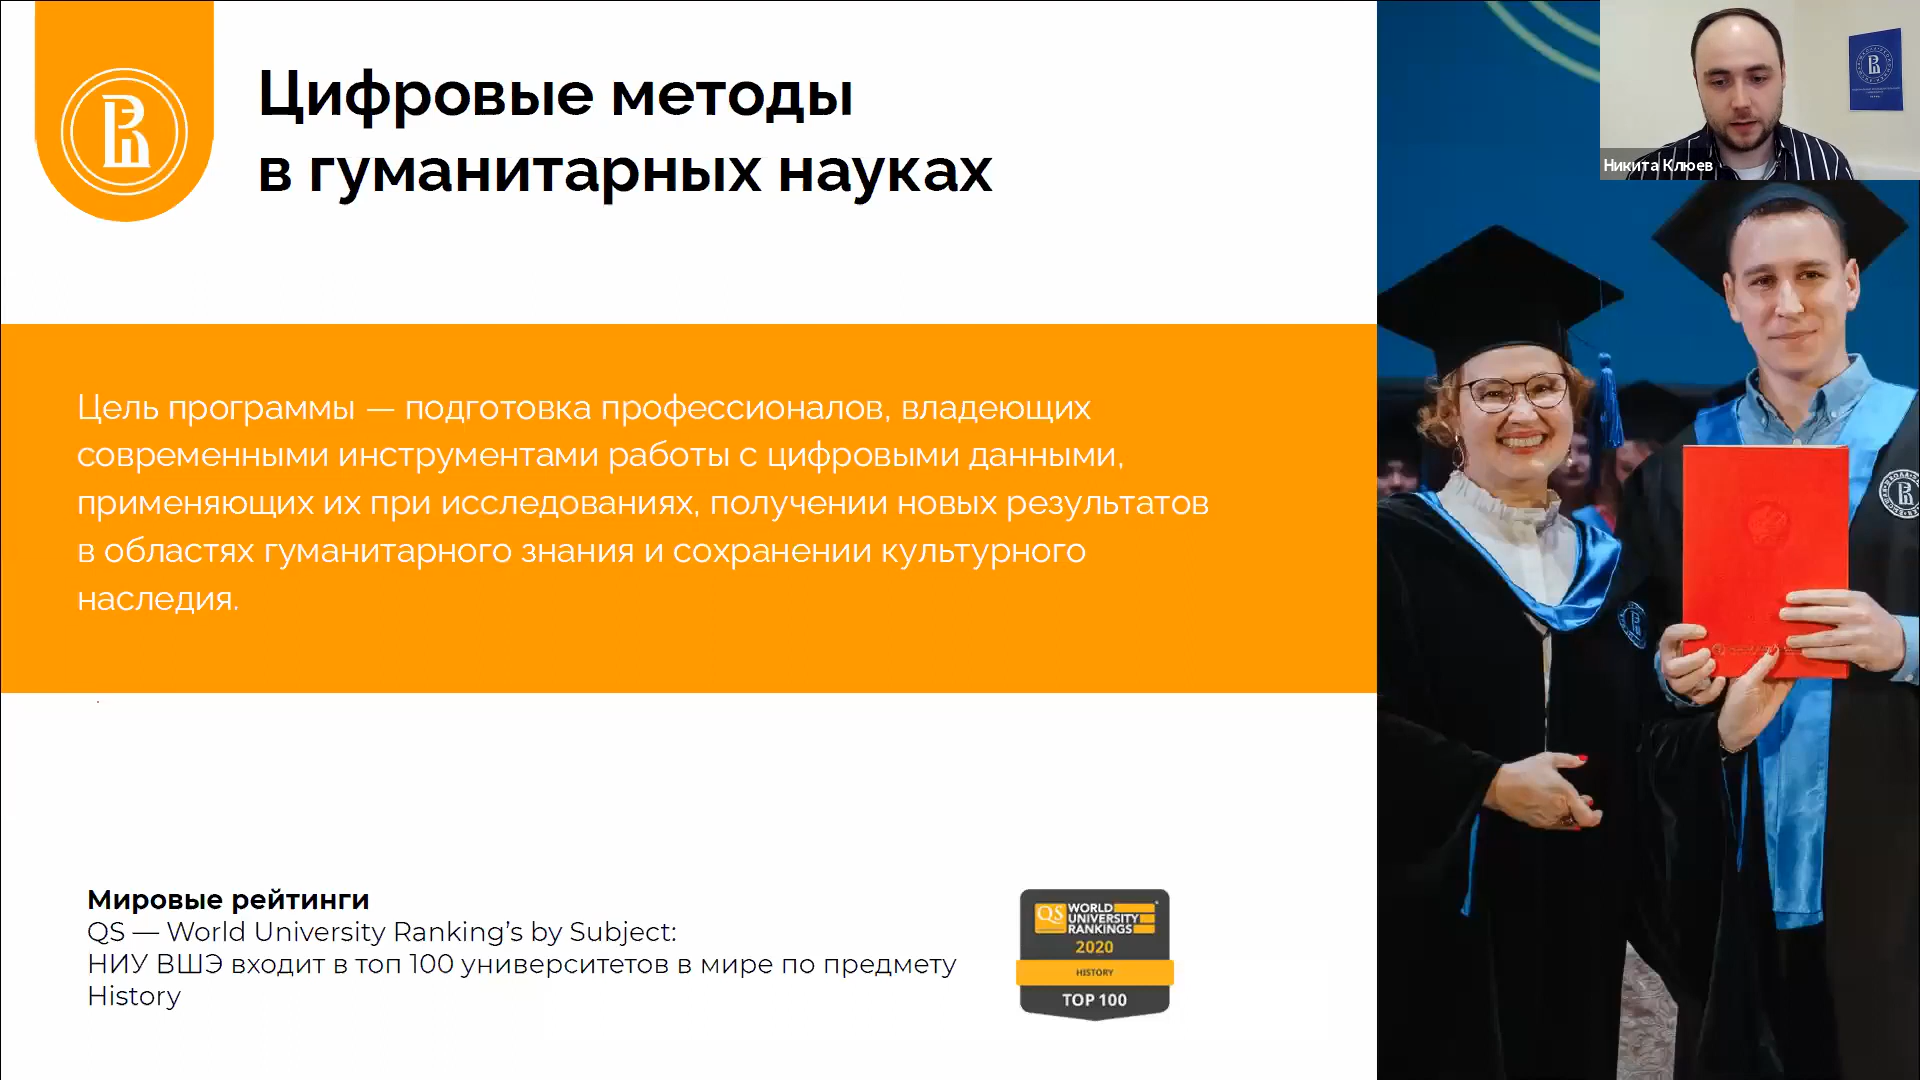 Цифровые методы
в гуманитарных науках
Никита Клюев
Цель программы — подготовка профессионалов, владеющих
современными инструментами работы с цифровыми данными,
применяющих их при исследованиях, получении новых результатов
в областях гуманитарного знания и сохранении культурного
наследия.
Мировые рейтинги
QS — World University Ranking’s by Subject:
НИУ ВШЭ входит в топ 100 университетов в мире по предмету
History
QS WORLD
UNIVERSITY
RANKINGS
2020
HISTORY
TOP 100